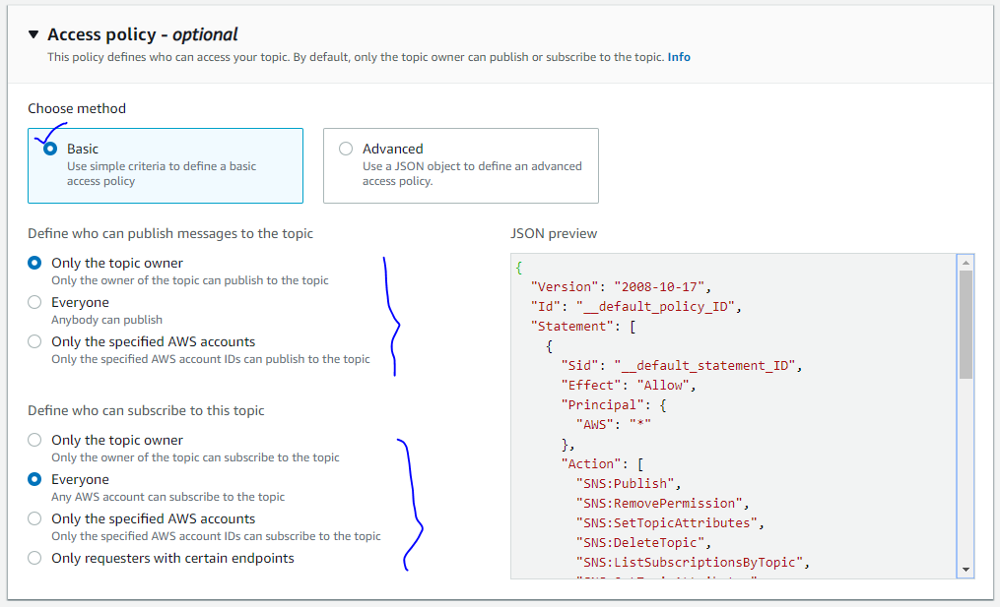 ▼ Access policy - optional
This policy defines who can access your topic. By default, only the topic owner can publish or subscribe to the topic. Info
Choose method
Basic
Use simple criteria to define a basic
access policy
Advanced
Use a JSON object to define an advanced
access policy.
Define who can publish messages to the topic
Only the topic owner
Only the owner of the topic can publish to the topic
Everyone
Anybody can publish
Only the specified AWS accounts
Only the specified AWS account IDs can publish to the topic
Define who can subscribe to this topic
Only the topic owner
Only the owner of the topic can subscribe to the topic
Everyone
Any AWS account can subscribe to the topic
Only the specified AWS accounts
Only the specified AWS account IDs can subscribe to the topic
Only requesters with certain endpoints
JSON preview
{
"Version": "2008-10-17",
"Id": "__default_policy_ID",
"Statement": [
{
"Sid": "__default_statement_ID",
"Effect": "Allow",
"Principal": {
"AWS": "*"
},
"Action": [
"SNS:Publish",
"SNS:RemovePermission",
"SNS:SetTopicAttributes",
"SNS:DeleteTopic",
"SNS:ListSubscriptionsByTopic",